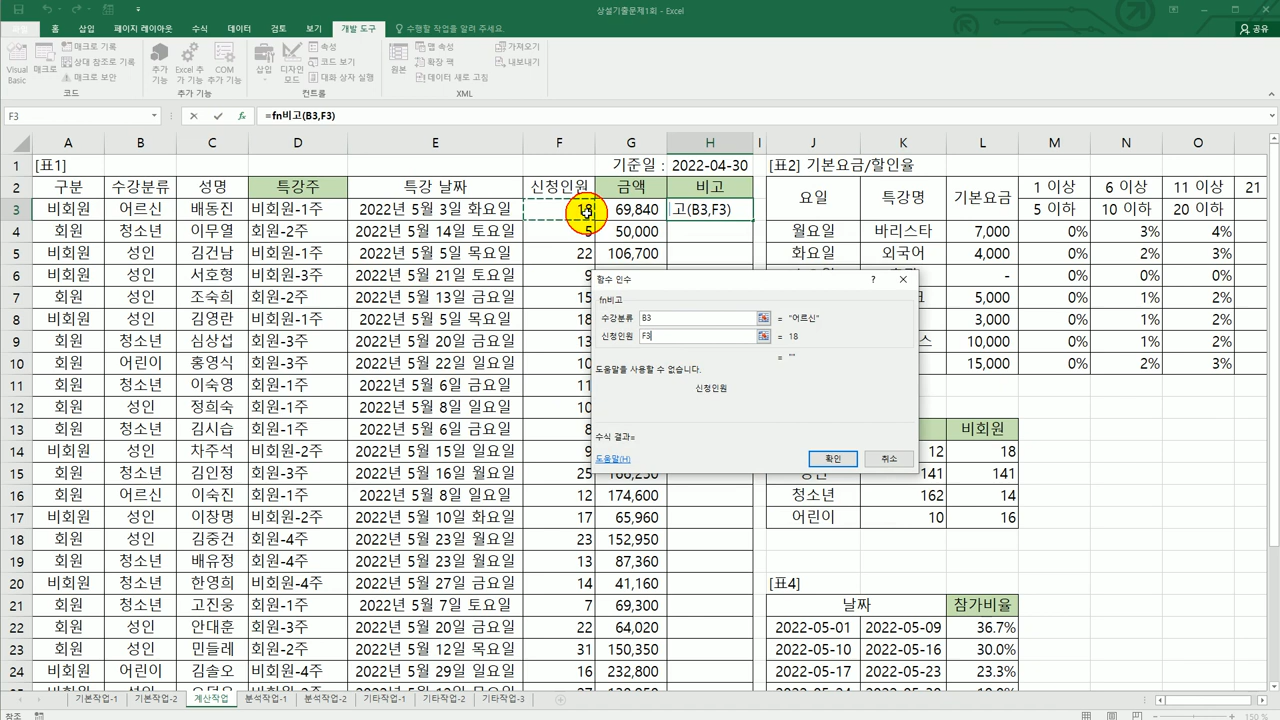 상설기출문제1회 - Excel
파일 홈 삽입 페이지 레이아웃 수식 데이터 검토 보기 개발 도구 수행할 작업을 알려 주세요. 공유
Visual Basic 매크로 매크로 기록 상대 참조로 기록 매크로 보안 코드
추가 기능 Excel 추가 기능 COM 추가 기능 추가 기능
삽입 디자인 모드 속성 코드 보기 대화 상자 실행 컨트롤
원본 맵 속성 확장 팩 데이터 새로 고침 가져오기 내보내기 XML
F3 fx =fn비고(B3,F3)
A B C D E F G H I J K L M N O
1 [표1] 기준일 : 2022-04-30 [표2] 기본요금/할인율
2 구분 수강분류 성명 특강주 특강 날짜 신청인원 금액 비고 요일 특강명 기본요금 1 이상 6 이상 11 이상 21
3 비회원 어르신 배동진 비회원-1주 2022년 5월 3일 화요일 18 69,840 고(B3,F3) 5 이하 10 이하 20 이하
4 회원 청소년 이무열 회원-2주 2022년 5월 14일 토요일 5 50,000 월요일 바리스타 7,000 0% 3% 4%
5 비회원 성인 김건남 비회원-1주 2022년 5월 5일 목요일 22 106,700 화요일 외국어 4,000 0% 2% 3%
6 비회원 청소년 서호형 비회원-3주 2022년 5월 21일 토요일 9 - 0% 0% 0%
7 회원 성인 조숙희 회원-2주 2022년 5월 13일 금요일 15 5,000 0% 1% 2%
8 비회원 성인 김영란 비회원-1주 2022년 5월 5일 목요일 18 3,000 0% 1% 2%
9 회원 청소년 심상섭 회원-3주 2022년 5월 20일 금요일 13 스 10,000 0% 1% 2%
10 회원 어린이 홍영식 회원-3주 2022년 5월 22일 일요일 10 15,000 0% 2% 3%
11 회원 청소년 이숙영 회원-1주 2022년 5월 6일 금요일 11
12 회원 성인 정희숙 회원-1주 2022년 5월 8일 일요일 10
13 회원 청소년 김시습 회원-1주 2022년 5월 6일 금요일 8 비회원
14 비회원 성인 차주석 비회원-2주 2022년 5월 15일 일요일 9 12 18
15 회원 성인 김인정 회원-3주 2022년 5월 16일 월요일 25 166,250 141 141
16 회원 어르신 이숙진 회원-1주 2022년 5월 8일 일요일 12 174,600 청소년 162 14
17 비회원 성인 이창명 비회원-2주 2022년 5월 10일 화요일 17 65,960 어린이 10 16
18 회원 성인 김중건 회원-4주 2022년 5월 23일 월요일 23 152,950
19 회원 청소년 배유정 회원-4주 2022년 5월 23일 월요일 13 87,360
20 비회원 청소년 한영희 비회원-4주 2022년 5월 27일 금요일 14 41,160 [표4]
21 회원 청소년 고진웅 회원-1주 2022년 5월 7일 토요일 7 69,300 날짜 참가비율
22 회원 성인 안대훈 회원-3주 2022년 5월 20일 금요일 22 64,020 2022-05-01 2022-05-09 36.7%
23 회원 성인 민들레 회원-2주 2022년 5월 12일 목요일 31 150,350 2022-05-10 2022-05-16 30.0%
24 비회원 어린이 김솔오 비회원-4주 2022년 5월 29일 일요일 16 232,800 2022-05-17 2022-05-23 23.3%
함수 인수 ? ×
fn비고
수강분류 B3 = "어르신"
신청인원 F3 = 18
= ""
도움말을 사용할 수 없습니다.
신청인원
수식 결과=
도움말(H) 확인 취소
기본작업-1 기본작업-2 계산작업 분석작업-1 분석작업-2 기타작업-1 기타작업-2 기타작업-3
참조 150 %